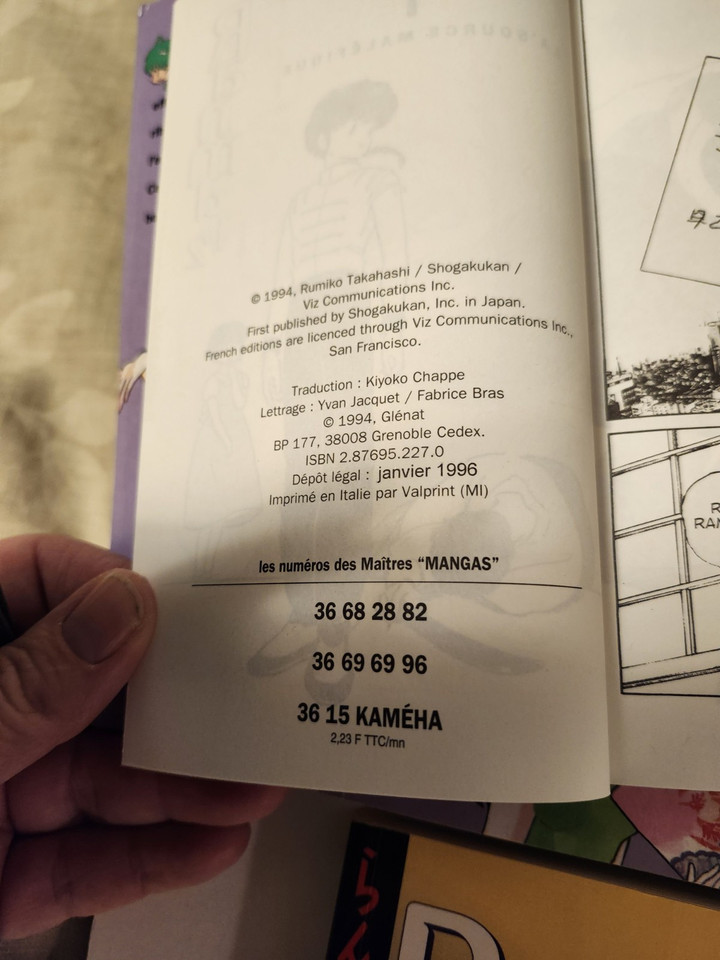 © 1994, Rumiko Takahashi / Shogakukan /
Viz Communications Inc.
First published by Shogakukan, Inc. in Japan.
French editions are licenced through Viz Communications Inc.,
San Francisco.
Traduction : Kiyoko Chappe
Lettrage : Yvan Jacquet / Fabrice Bras
© 1994, Glénat
BP 177, 38008 Grenoble Cedex.
ISBN 2.87695.227.0
Dépôt légal : janvier 1996
Imprimé en Italie par Valprint (MI)
les numéros des Maîtres “MANGAS”
36 68 28 82
36 69 69 96
36 15 KAMÉHA
2,23 F TTC/mn
らん